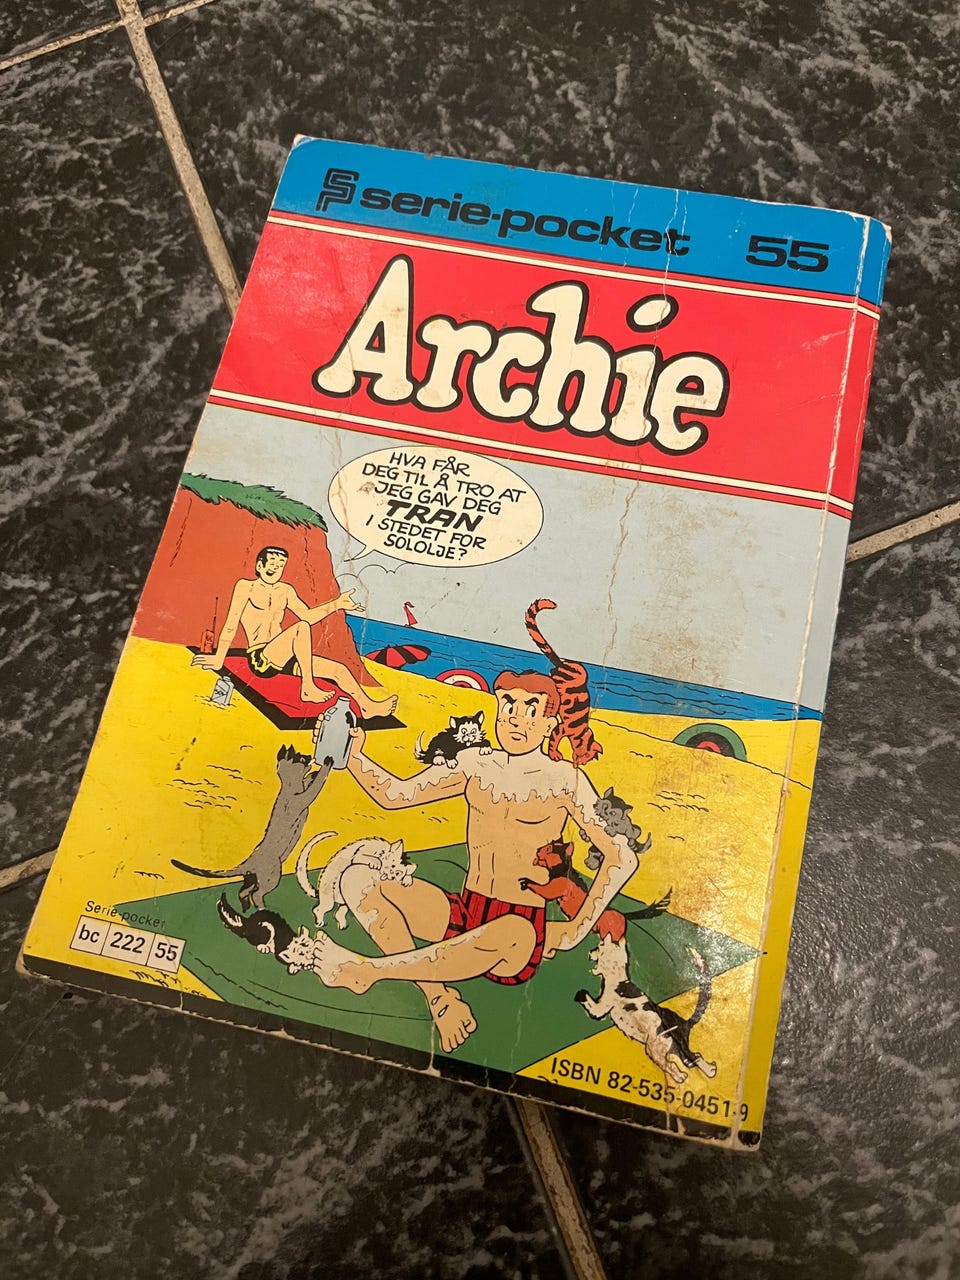 SP serie-pocket 55
Archie
HVA FÅR
DEG TIL Å TRO AT
JEG GAV DEG
TRAN
I STEDET FOR
SOLOLJE?
Serie-pocket
bc 222 55
ISBN 82-535-0451-9